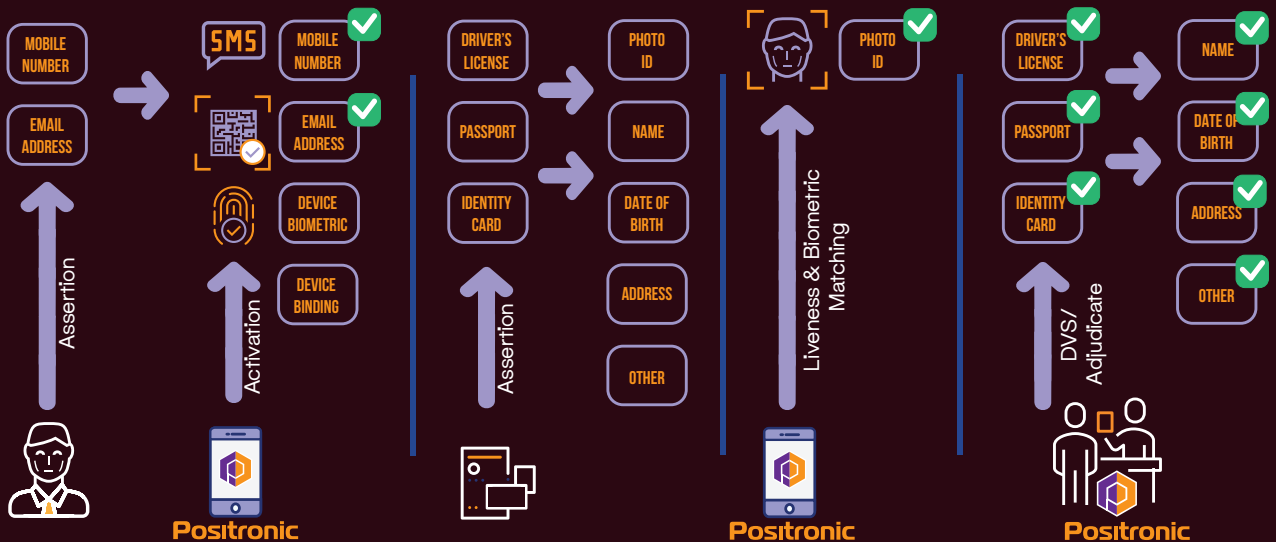 MOBILE
NUMBER
EMAIL
ADDRESS
Assertion
SMS
MOBILE
NUMBER
EMAIL
ADDRESS
DEVICE
BIOMETRIC
DEVICE
BINDING
Activation
Positronic
DRIVER'S
LICENSE
PASSPORT
IDENTITY
CARD
Assertion
PHOTO
ID
NAME
DATE OF
BIRTH
ADDRESS
OTHER
PHOTO
ID
Liveness & Biometric
Matching
Positronic
DRIVER'S
LICENSE
PASSPORT
IDENTITY
CARD
DVS/
Adjudicate
NAME
DATE OF
BIRTH
ADDRESS
OTHER
Positronic